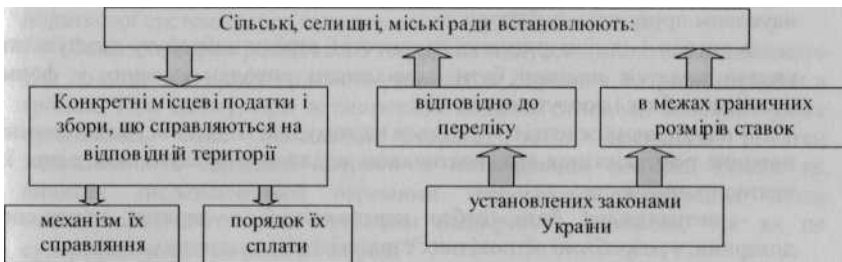 Сільські, селищні, міські ради встановлюють:
Конкретні місцеві податки і
збори, що справляються на
відповідній території
відповідно до
переліку
в межах граничних
розмірів ставок
механізм їх
справляння
порядок їх
сплати
установлених законами
України